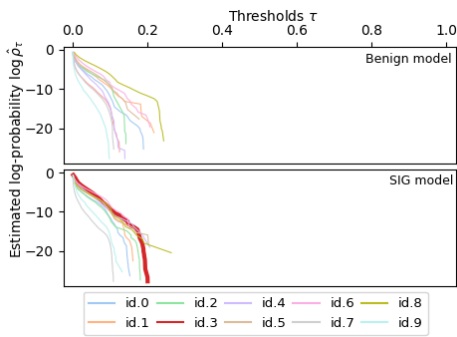 Thresholds τ
0.0 0.2 0.4 0.6 0.8 1.0
Estimated log-probability log ρ̂τ
0
−10
−20
Benign model
0
−10
−20
SIG model
id.0 id.2 id.4 id.6 id.8
id.1 id.3 id.5 id.7 id.9